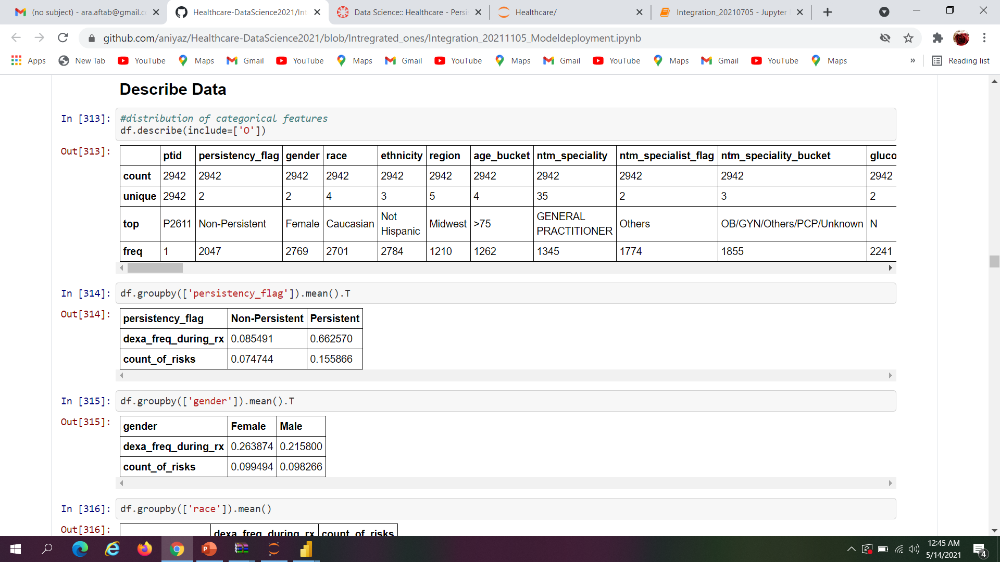 (no subject) - ara.aftab@gmail.co
Healthcare-DataScience2021/Int
Data Science:: Healthcare - Persi
Healthcare/
Integration_20210705 - Jupyter
github.com/aniyaz/Healthcare-DataScience2021/blob/Intregrated_ones/Integration_20211105_Modeldeployment.ipynb
Apps New Tab YouTube Maps Gmail YouTube Maps Gmail YouTube Maps Gmail YouTube Maps Gmail YouTube Maps » Reading list
Describe Data
In [313]: #distribution of categorical features
df.describe(include=['O'])
Out[313]:
ptid persistency_flag gender race ethnicity region age_bucket ntm_speciality ntm_specialist_flag ntm_speciality_bucket gluco
count 2942 2942 2942 2942 2942 2942 2942 2942 2942 2942 2942
unique 2942 2 2 4 3 5 4 35 2 3 2
top P2611 Non-Persistent Female Caucasian Not Hispanic Midwest >75 GENERAL PRACTITIONER Others OB/GYN/Others/PCP/Unknown N
freq 1 2047 2769 2701 2784 1210 1262 1345 1774 1855 2241
In [314]: df.groupby(['persistency_flag']).mean().T
Out[314]:
persistency_flag Non-Persistent Persistent
dexa_freq_during_rx 0.085491 0.662570
count_of_risks 0.074744 0.155866
In [315]: df.groupby(['gender']).mean().T
Out[315]:
gender Female Male
dexa_freq_during_rx 0.263874 0.215800
count_of_risks 0.099494 0.098266
In [316]: df.groupby(['race']).mean()
Out[316]:
dexa_freq_during_rx count_of_risks
12:45 AM
5/14/2021
4